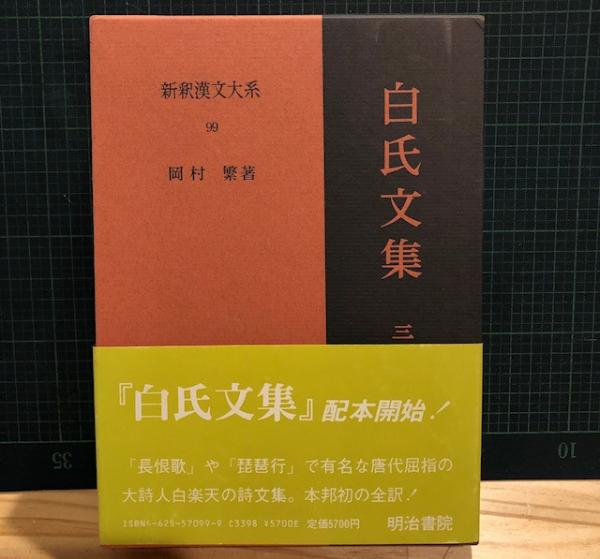 新釈漢文大系
99
岡村 繁著
白氏文集 三
『白氏文集』配本開始!
「長恨歌」や「琵琶行」で有名な唐代屈指の
大詩人白楽天の詩文集。本邦初の全訳!
ISBN4-625-57099-9 C3398 ¥5700E 定価5700円 明治書院
35
10